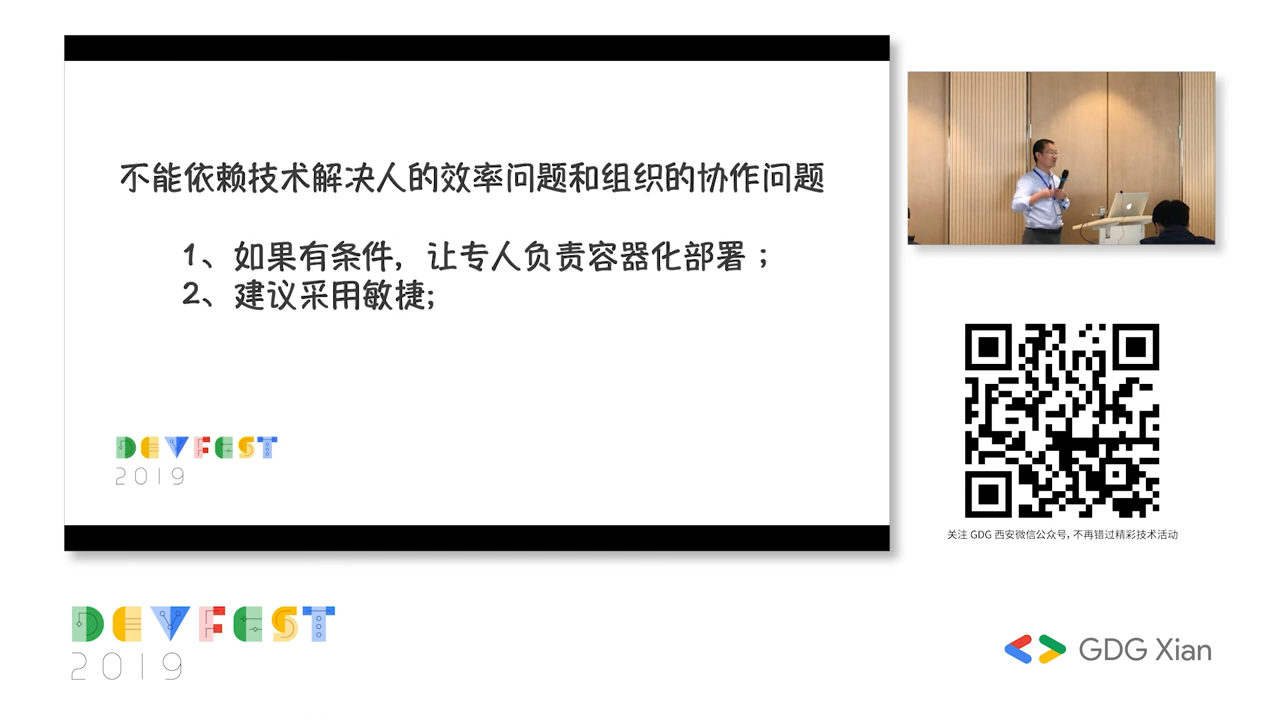 不能依赖技术解决人的效率问题和组织的协作问题
1、如果有条件，让专人负责容器化部署；
2、建议采用敏捷;
DEVFEST
2019
关注 GDG 西安微信公众号, 不再错过精彩技术活动
DEVFEST
2019
GDG Xian